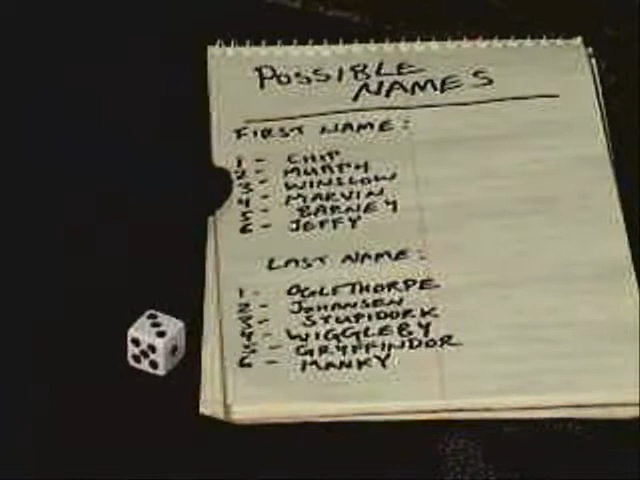 POSSIBLE
NAMES
FIRST NAME:
1 - CHIP
2 - MURPHY
3 - WINSLOW
4 - MARVIN
5 - BARNEY
6 - JEFFY
LAST NAME:
1 - OGLETHORPE
2 - JOHANSEN
3 - STUPIDORK
4 - WIGGLEBY
5 - GRYFFINDOR
6 - MANKY